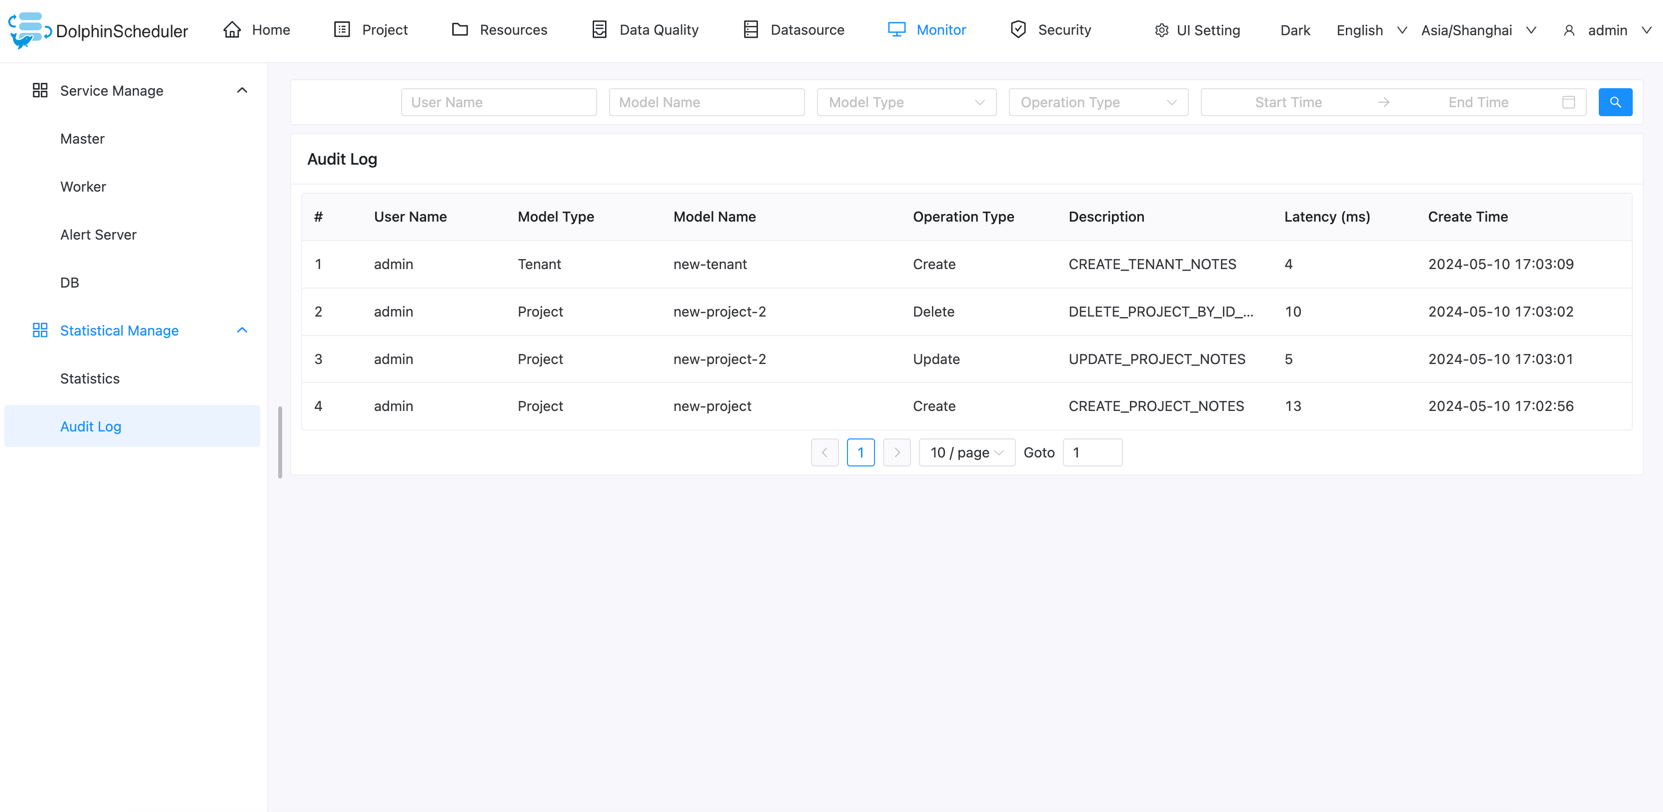 DolphinScheduler Home Project Resources Data Quality Datasource Monitor Security UI Setting Dark English Asia/Shanghai admin
Service Manage
Master
Worker
Alert Server
DB
Statistical Manage
Statistics
Audit Log
User Name Model Name Model Type Operation Type Start Time → End Time
Audit Log
# User Name Model Type Model Name Operation Type Description Latency (ms) Create Time
1 admin Tenant new-tenant Create CREATE_TENANT_NOTES 4 2024-05-10 17:03:09
2 admin Project new-project-2 Delete DELETE_PROJECT_BY_ID_... 10 2024-05-10 17:03:02
3 admin Project new-project-2 Update UPDATE_PROJECT_NOTES 5 2024-05-10 17:03:01
4 admin Project new-project Create CREATE_PROJECT_NOTES 13 2024-05-10 17:02:56
1 10 / page Goto 1